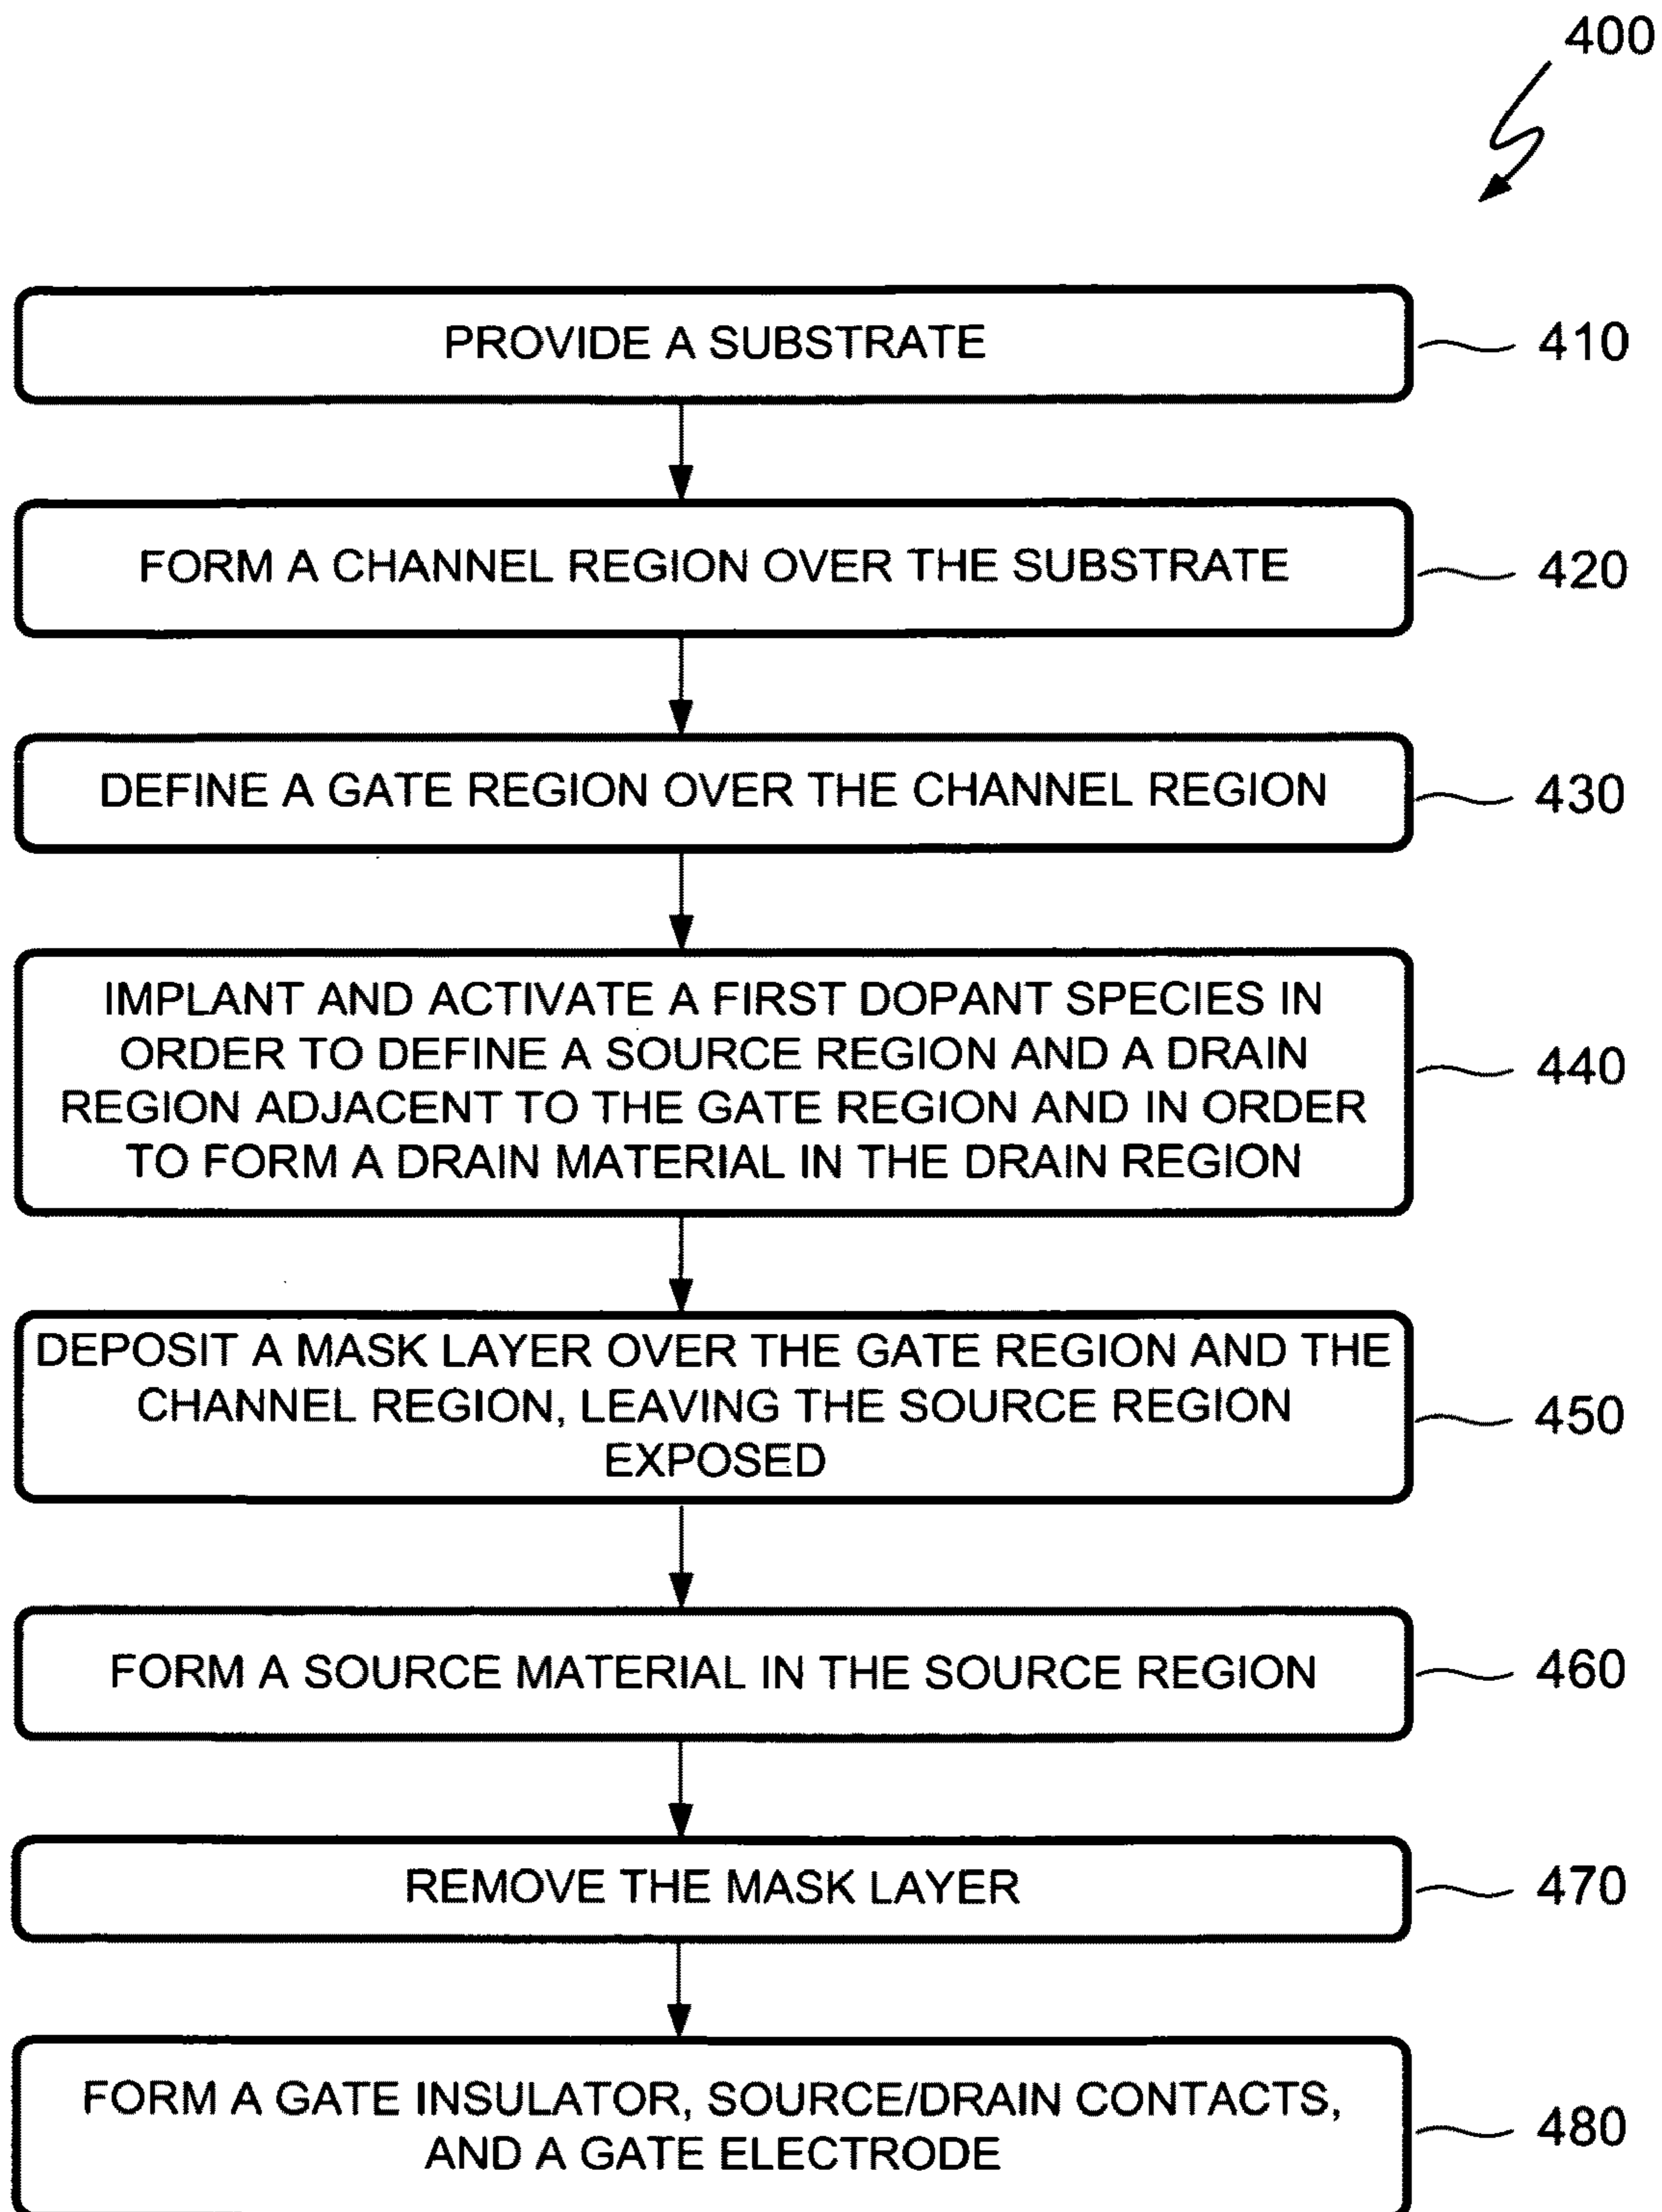 400
PROVIDE A SUBSTRATE
410
FORM A CHANNEL REGION OVER THE SUBSTRATE
420
DEFINE A GATE REGION OVER THE CHANNEL REGION
430
IMPLANT AND ACTIVATE A FIRST DOPANT SPECIES IN
ORDER TO DEFINE A SOURCE REGION AND A DRAIN
REGION ADJACENT TO THE GATE REGION AND IN ORDER
TO FORM A DRAIN MATERIAL IN THE DRAIN REGION
440
DEPOSIT A MASK LAYER OVER THE GATE REGION AND THE
CHANNEL REGION, LEAVING THE SOURCE REGION
EXPOSED
450
FORM A SOURCE MATERIAL IN THE SOURCE REGION
460
REMOVE THE MASK LAYER
470
FORM A GATE INSULATOR, SOURCE/DRAIN CONTACTS,
AND A GATE ELECTRODE
480